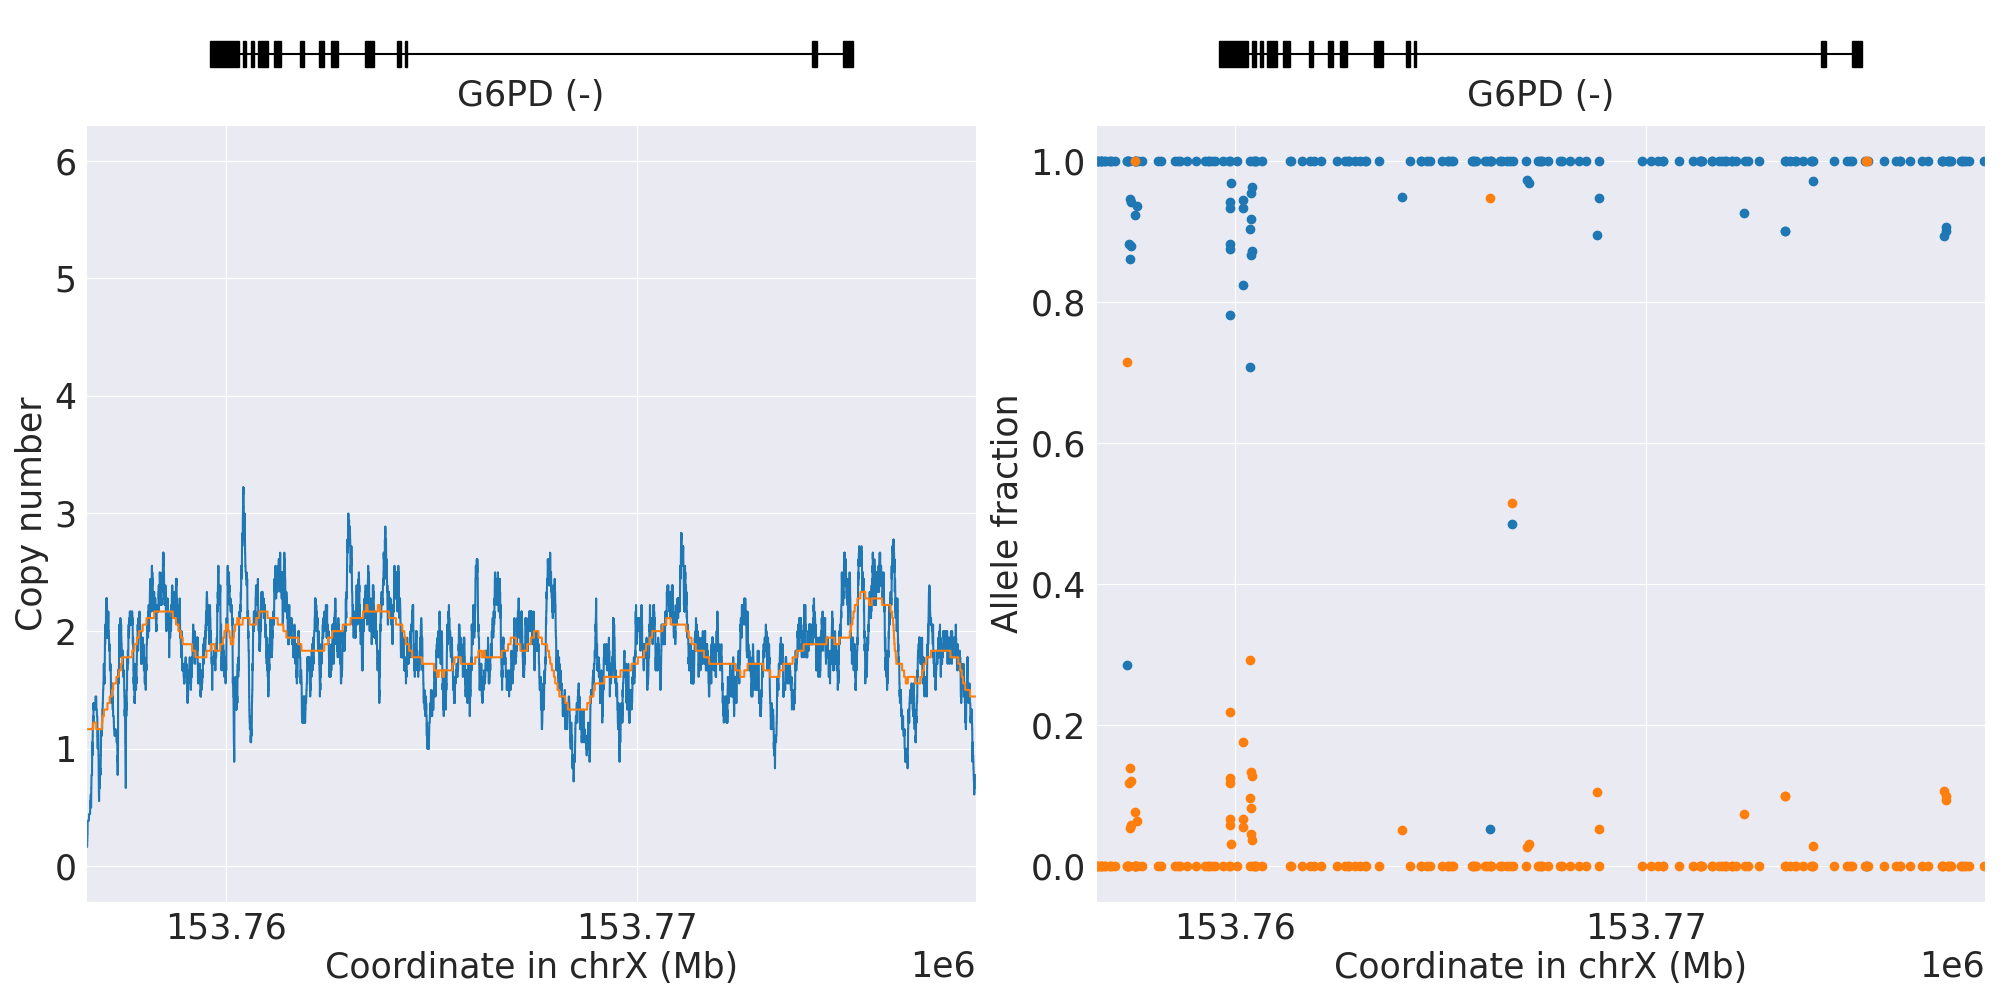 G6PD (-)
6
5
4
3
2
1
0
Copy number
153.76
153.77
Coordinate in chrX (Mb)
1e6
G6PD (-)
1.0
0.8
0.6
0.4
0.2
0.0
Allele fraction
153.76
153.77
Coordinate in chrX (Mb)
1e6